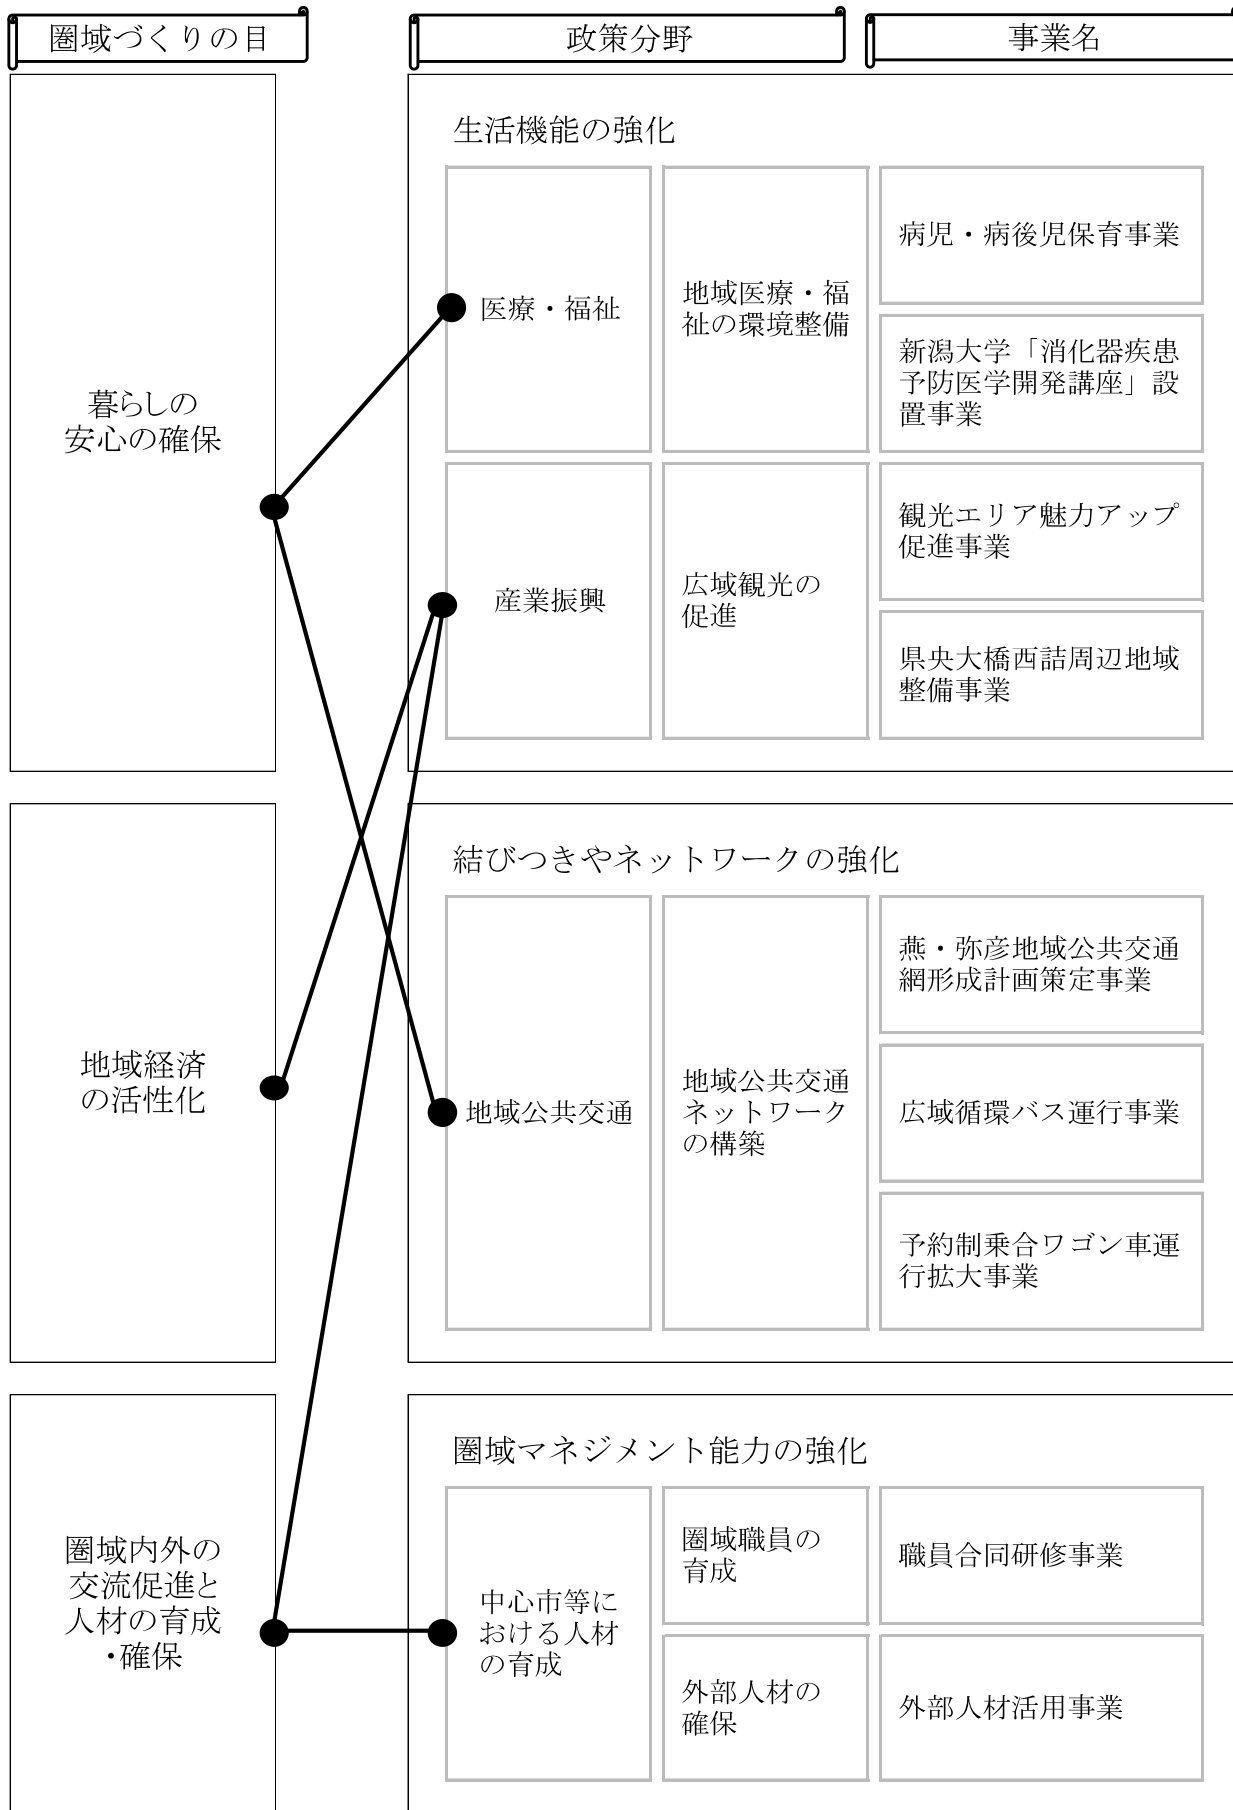 圏域づくりの目
政策分野
事業名
暮らしの
安心の確保
生活機能の強化
医療・福祉
地域医療・福
祉の環境整備
病児・病後児保育事業
新潟大学「消化器疾患
予防医学開発講座」設
置事業
産業振興
広域観光の
促進
観光エリア魅力アップ
促進事業
県央大橋西詰周辺地域
整備事業
地域経済
の活性化
結びつきやネットワークの強化
地域公共交通
地域公共交通
ネットワーク
の構築
燕・弥彦地域公共交通
網形成計画策定事業
広域循環バス運行事業
予約制乗合ワゴン車運
行拡大事業
圏域内外の
交流促進と
人材の育成
・確保
圏域マネジメント能力の強化
中心市等に
おける人材
の育成
圏域職員の
育成
職員合同研修事業
外部人材の
確保
外部人材活用事業